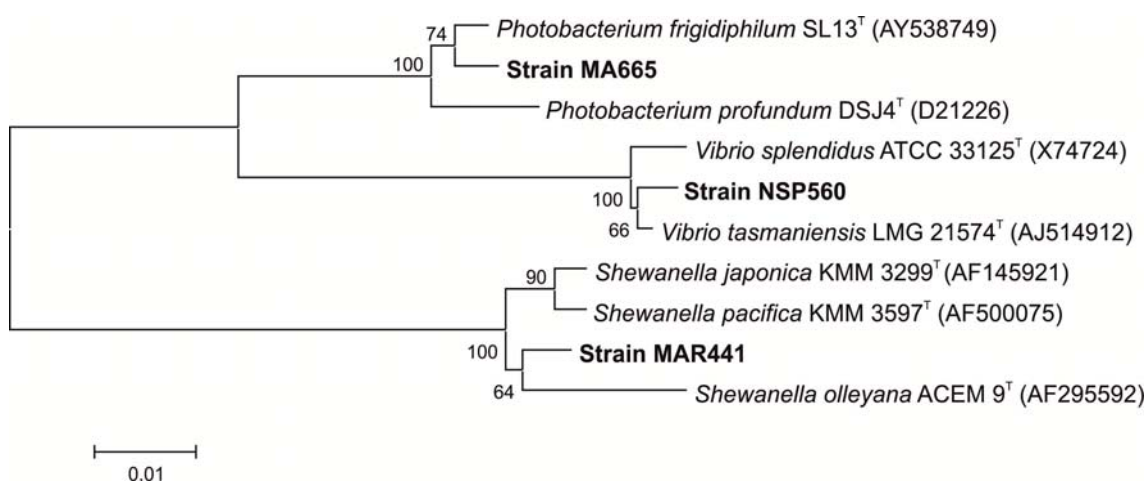 Photobacterium frigidiphilum SL13ᵀ (AY538749)
74
Strain MA665
100
Photobacterium profundum DSJ4ᵀ (D21226)
Vibrio splendidus ATCC 33125ᵀ (X74724)
Strain NSP560
100
Vibrio tasmaniensis LMG 21574ᵀ (AJ514912)
66
Shewanella japonica KMM 3299ᵀ (AF145921)
90
Shewanella pacifica KMM 3597ᵀ (AF500075)
Strain MAR441
100
Shewanella olleyana ACEM 9ᵀ (AF295592)
64
0.01